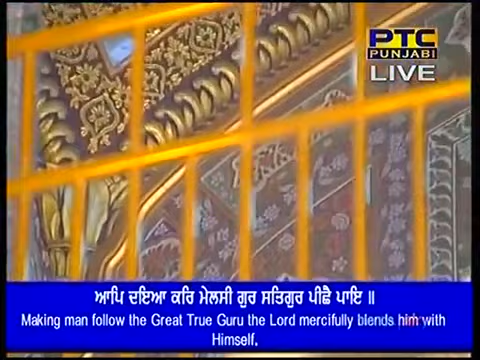 PTC
PUNJABI
LIVE
ਆਪਿ ਦਇਆ ਕਰਿ ਮੇਲਸੀ ਗੁਰ ਸਤਿਗੁਰ ਪੀਛੈ ਪਾਇ ॥
Making man follow the Great True Guru the Lord mercifully blends him with
Himself.